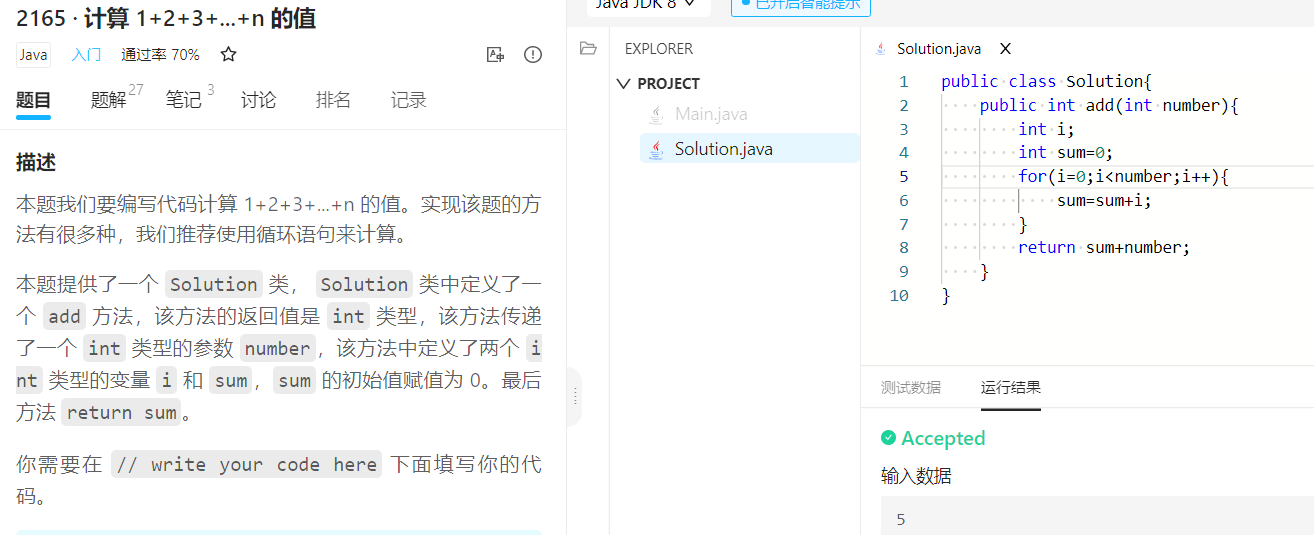 2165 · 计算 1+2+3+...+n 的值
Java 入门 通过率 70%
题目 题解 27 笔记 3 讨论 排名 记录
描述
本题我们要编写代码计算 1+2+3+...+n 的值。实现该题的方
法有很多种，我们推荐使用循环语句来计算。
本题提供了一个 Solution 类， Solution 类中定义了一
个 add 方法，该方法的返回值是 int 类型，该方法传递
了一个 int 类型的参数 number，该方法中定义了两个 i
nt 类型的变量 i 和 sum，sum 的初始值赋值为 0。最后
方法 return sum。
你需要在 // write your code here 下面填写你的代
码。
Java JDK 8 已开启智能提示
EXPLORER
PROJECT
Main.java
Solution.java
Solution.java X
1 public class Solution{
2 public int add(int number){
3 int i;
4 int sum=0;
5 for(i=0;i<number;i++){
6 sum=sum+i;
7 }
8 return sum+number;
9 }
10 }
测试数据 运行结果
Accepted
输入数据
5